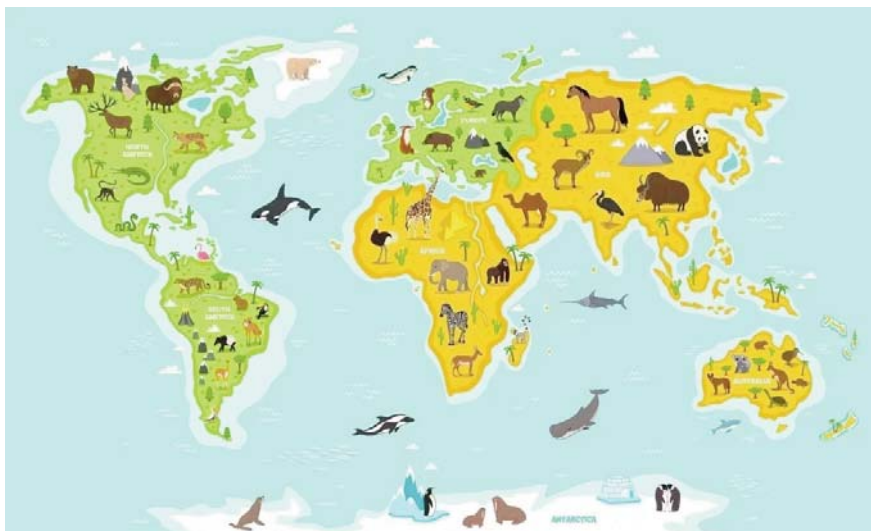 NORTH
AMERICA
EUROPE
ASIA
AFRICA
SOUTH
AMERICA
AUSTRALIA
ANTARCTICA